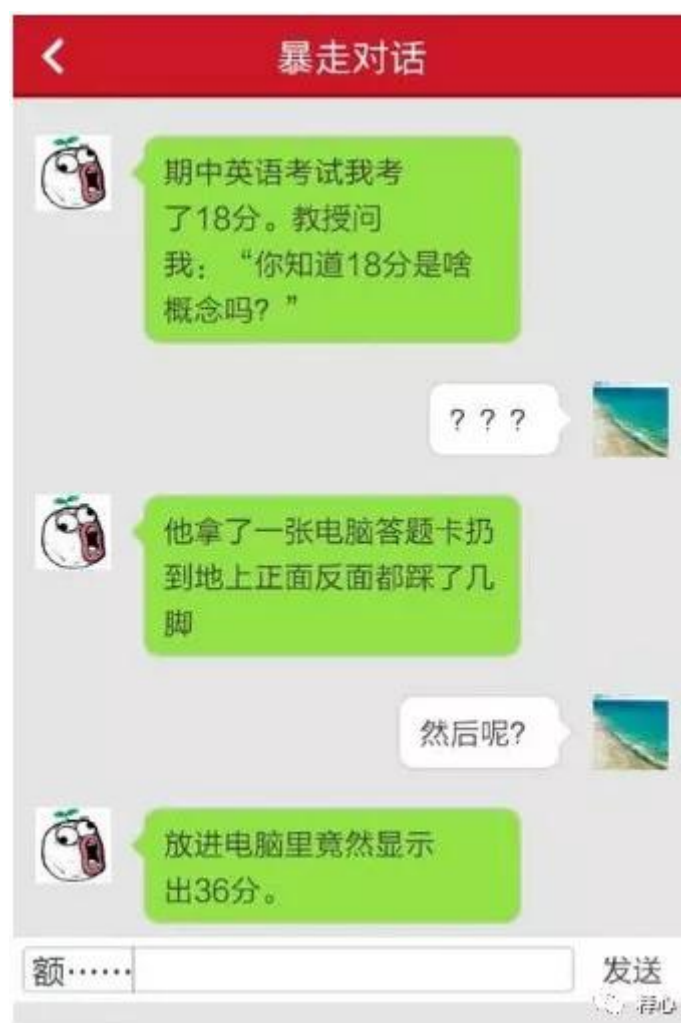 暴走对话
期中英语考试我考
了18分。教授问
我：“你知道18分是啥
概念吗？”
？？？
他拿了一张电脑答题卡扔
到地上正面反面都踩了几
脚
然后呢?
放进电脑里竟然显示
出36分。
额……
发送